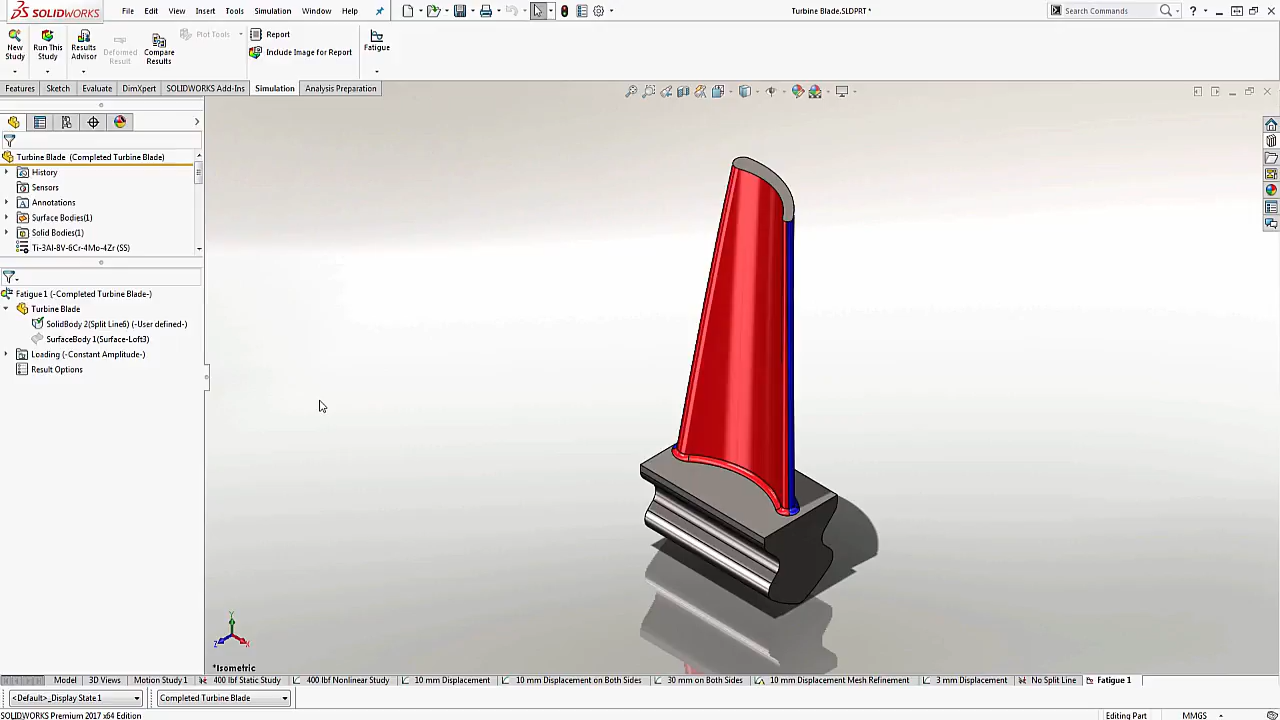 SOLIDWORKS
File Edit View Insert Tools Simulation Window Help
Turbine Blade.SLDPRT *
Search Commands
New Study
Run This Study
Results Advisor
Deformed Result
Compare Results
Plot Tools
Report
Include Image for Report
Fatigue
Features Sketch Evaluate DimXpert SOLIDWORKS Add-Ins Simulation Analysis Preparation
Turbine Blade (Completed Turbine Blade)
History
Sensors
Annotations
Surface Bodies(1)
Solid Bodies(1)
Ti-3Al-8V-6Cr-4Mo-4Zr (SS)
Fatigue 1 (-Completed Turbine Blade-)
Turbine Blade
SolidBody 2(Split Line6) (-User defined-)
SurfaceBody 1(Surface-Loft3)
Loading (-Constant Amplitude-)
Result Options
Y
Z X
*Isometric
Model 3D Views Motion Study 1 400 lbf Static Study 400 lbf Nonlinear Study 10 mm Displacement 10 mm Displacement on Both Sides 30 mm on Both Sides 10 mm Displacement Mesh Refinement 3 mm Displacement No Split Line Fatigue 1
<Default>_Display State 1 Completed Turbine Blade
SOLIDWORKS Premium 2017 x64 Edition
Editing Part MMGS